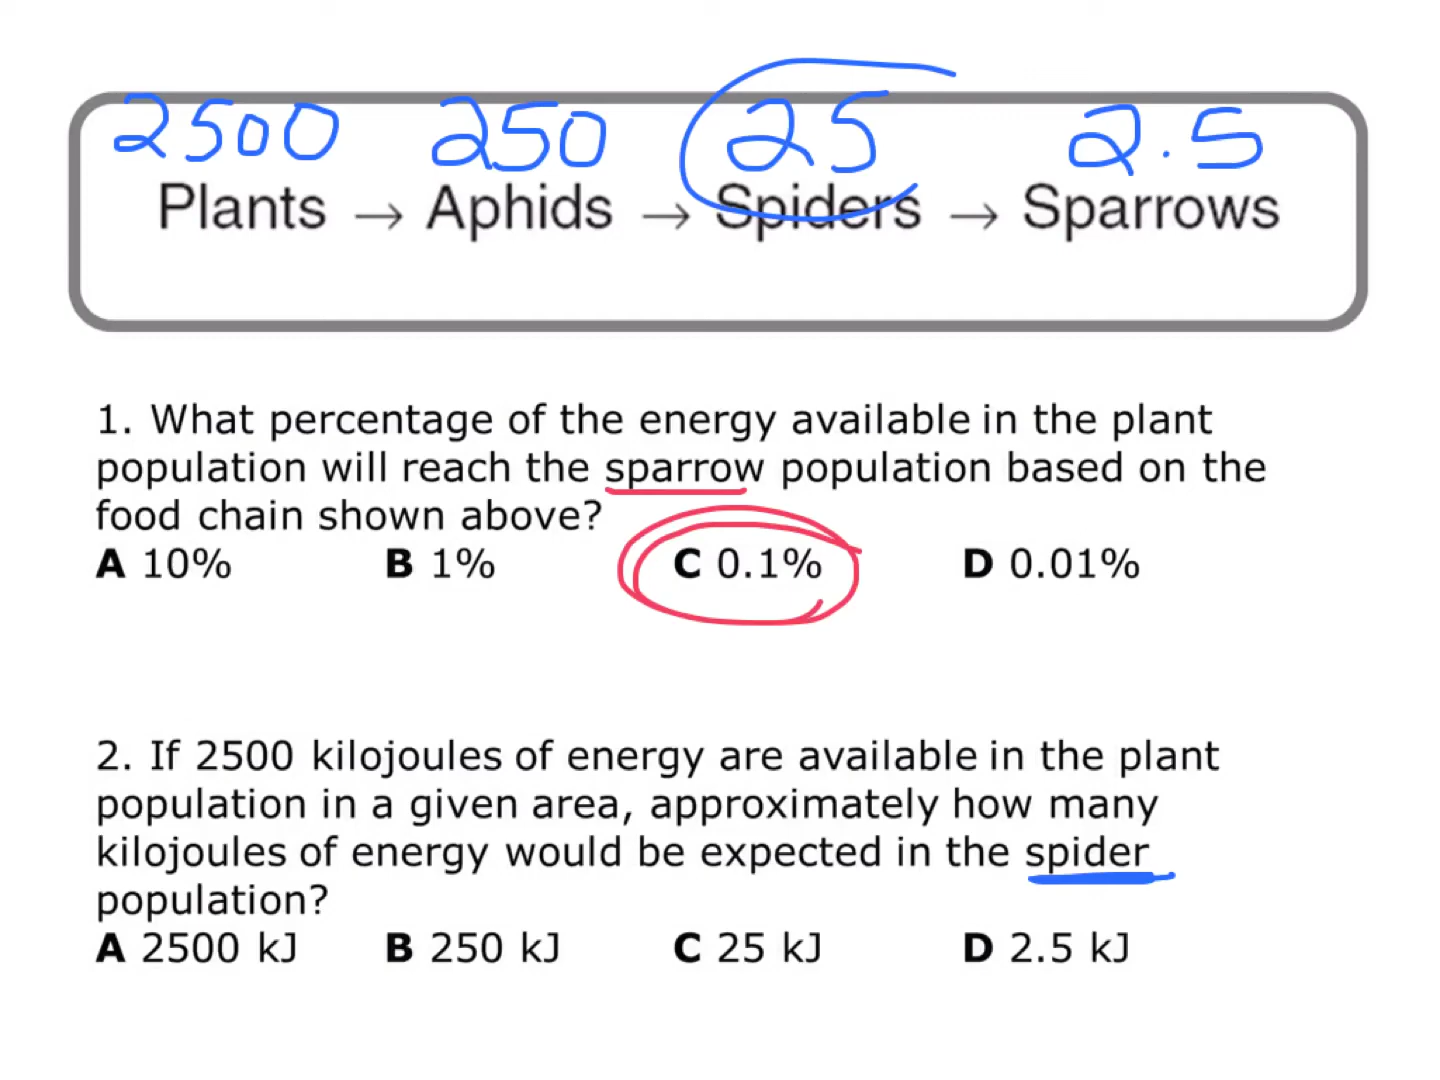 2500 250 25 2.5
Plants → Aphids → Spiders → Sparrows
1. What percentage of the energy available in the plant
population will reach the sparrow population based on the
food chain shown above?
A 10% B 1% C 0.1% D 0.01%
2. If 2500 kilojoules of energy are available in the plant
population in a given area, approximately how many
kilojoules of energy would be expected in the spider
population?
A 2500 kJ B 250 kJ C 25 kJ D 2.5 kJ